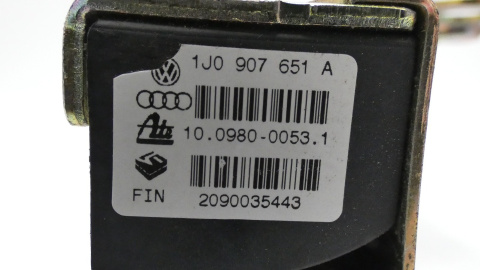 1J0 907 651 A
Ate
10.0980-0053.1
FIN 2090035443